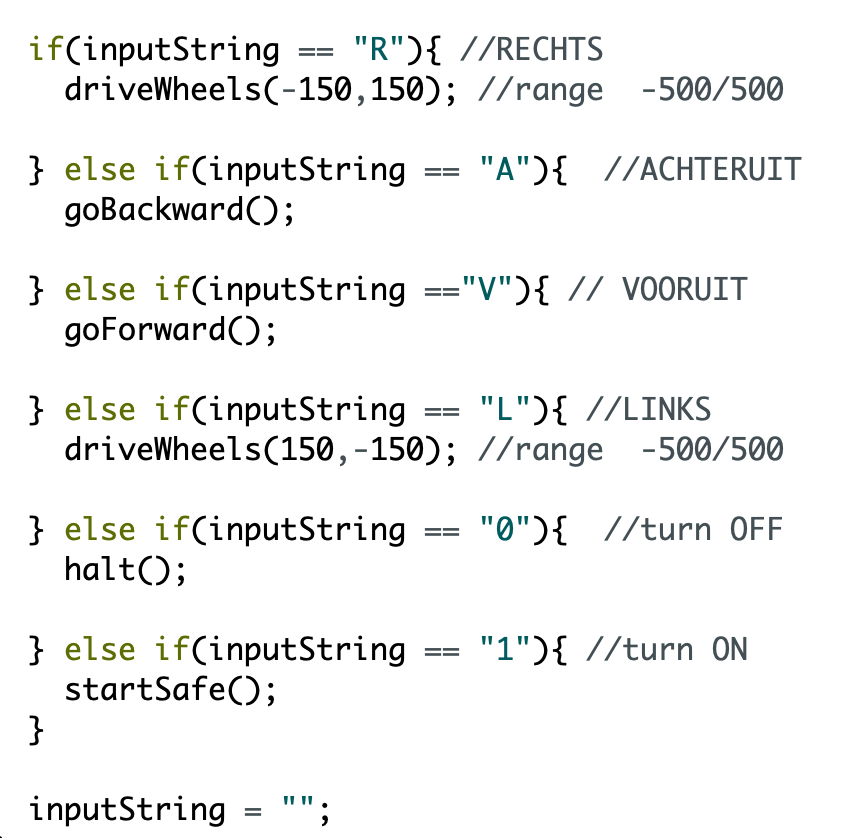 if(inputString == "R"){ //RECHTS
  driveWheels(-150,150); //range  -500/500

} else if(inputString == "A"){  //ACHTERUIT
  goBackward();

} else if(inputString =="V"){ // VOORUIT
  goForward();

} else if(inputString == "L"){ //LINKS
  driveWheels(150,-150); //range  -500/500

} else if(inputString == "0"){  //turn OFF
  halt();

} else if(inputString == "1"){ //turn ON
  startSafe();
}

inputString = "";